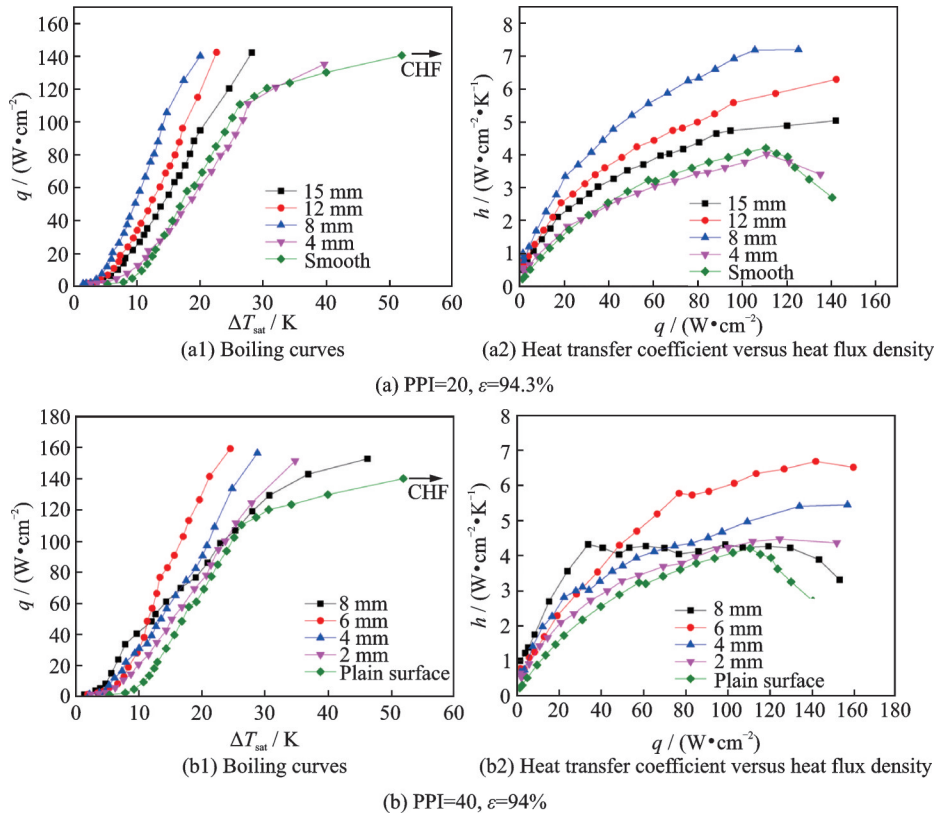 160
140
120
100
80
60
40
20
0
q / (W•cm⁻²)
CHF
15 mm
12 mm
8 mm
4 mm
Smooth
0 10 20 30 40 50 60
ΔTsat / K
(a1) Boiling curves
8
7
6
5
4
3
2
1
0
h / (W•cm⁻²•K⁻¹)
15 mm
12 mm
8 mm
4 mm
Smooth
0 20 40 60 80 100 120 140 160
q / (W•cm⁻²)
(a2) Heat transfer coefficient versus heat flux density
(a) PPI=20, ε=94.3%
180
160
140
120
100
80
60
40
20
0
q / (W•cm⁻²)
CHF
8 mm
6 mm
4 mm
2 mm
Plain surface
0 10 20 30 40 50 60
ΔTsat / K
(b1) Boiling curves
8
7
6
5
4
3
2
1
0
h / (W•cm⁻²•K⁻¹)
8 mm
6 mm
4 mm
2 mm
Plain surface
0 20 40 60 80 100 120 140 160 180
q / (W•cm⁻²)
(b2) Heat transfer coefficient versus heat flux density
(b) PPI=40, ε=94%